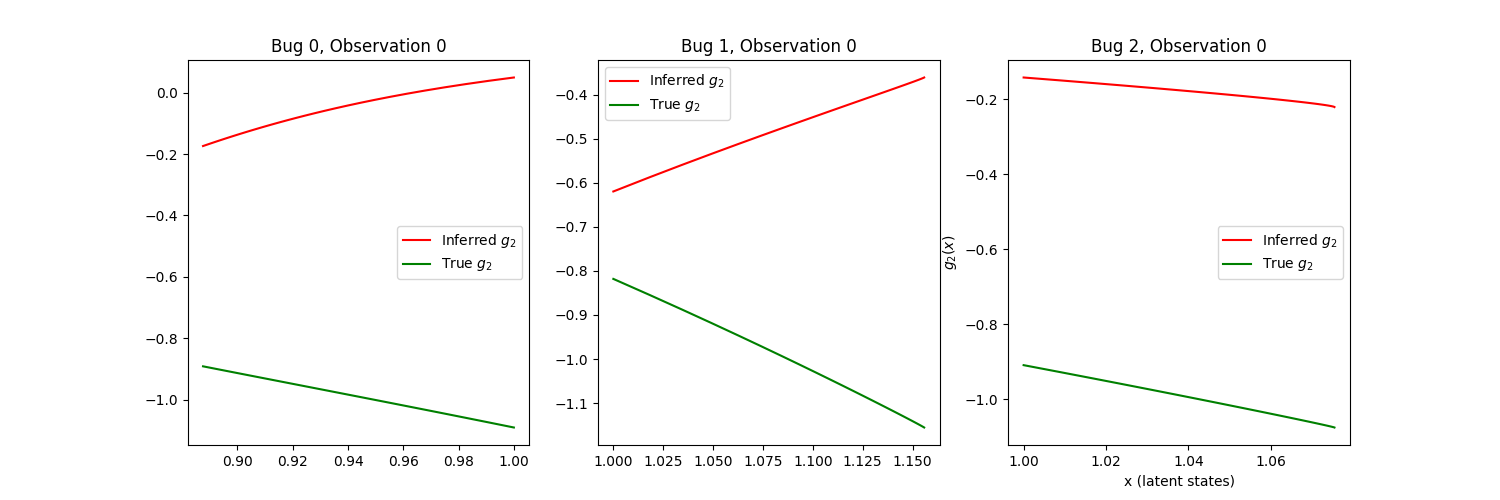 Bug 0, Observation 0
0.0
−0.2
−0.4
−0.6
−0.8
−1.0
Inferred g₂
True g₂
0.90 0.92 0.94 0.96 0.98 1.00
Bug 1, Observation 0
Inferred g₂
True g₂
−0.4
−0.5
−0.6
−0.7
−0.8
−0.9
−1.0
−1.1
1.000 1.025 1.050 1.075 1.100 1.125 1.150
Bug 2, Observation 0
g₂(x)
−0.2
−0.4
−0.6
−0.8
−1.0
Inferred g₂
True g₂
1.00 1.02 1.04 1.06
x (latent states)